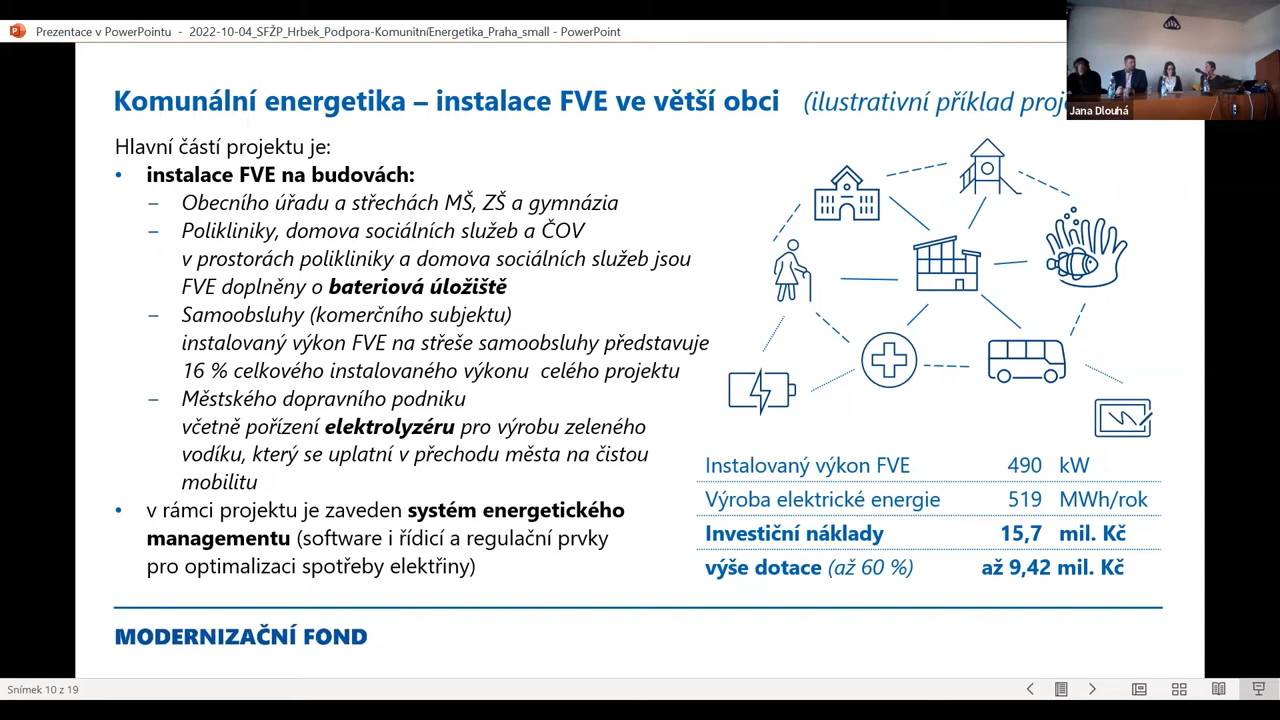 Prezentace v PowerPointu - 2022-10-04_SFŽP_Hrbek_Podpora-KomunitníEnergetika_Praha_small - PowerPoint
Jana Dlouhá
Komunální energetika – instalace FVE ve větší obci (ilustrativní příklad proj
Hlavní částí projektu je:
• instalace FVE na budovách:
– Obecního úřadu a střechách MŠ, ZŠ a gymnázia
– Polikliniky, domova sociálních služeb a ČOV
v prostorách polikliniky a domova sociálních služeb jsou
FVE doplněny o bateriová úložiště
– Samoobsluhy (komerčního subjektu)
instalovaný výkon FVE na střeše samoobsluhy představuje
16 % celkového instalovaného výkonu celého projektu
– Městského dopravního podniku
včetně pořízení elektrolyzéru pro výrobu zeleného
vodíku, který se uplatní v přechodu města na čistou
mobilitu
• v rámci projektu je zaveden systém energetického
managementu (software i řídicí a regulační prvky
pro optimalizaci spotřeby elektřiny)
Instalovaný výkon FVE 490 kW
Výroba elektrické energie 519 MWh/rok
Investiční náklady 15,7 mil. Kč
výše dotace (až 60 %) až 9,42 mil. Kč
MODERNIZAČNÍ FOND
Snímek 10 z 19